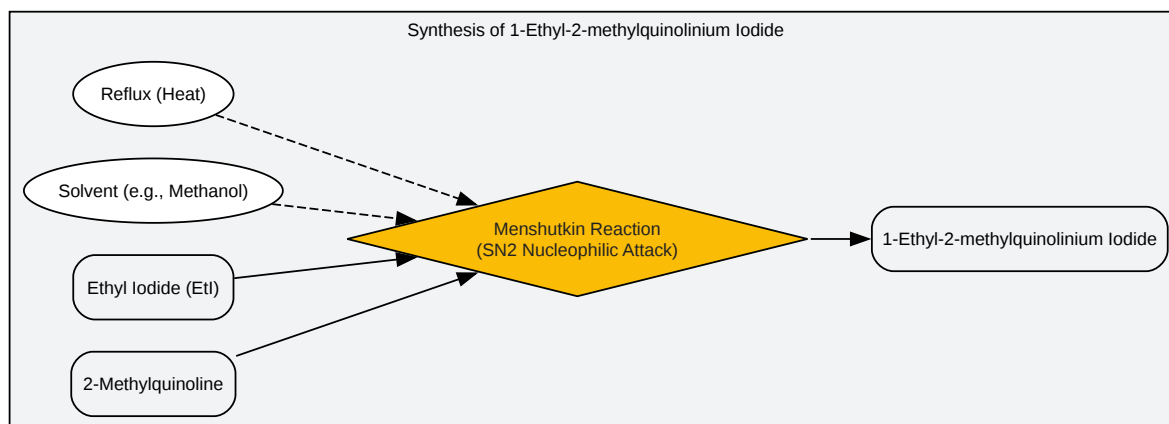 Synthesis of 1-Ethyl-2-methylquinolinium Iodide
Reflux (Heat)
Solvent (e.g., Methanol)
Ethyl Iodide (EtI)
2-Methylquinoline
Menshutkin Reaction
(SN2 Nucleophilic Attack)
1-Ethyl-2-methylquinolinium Iodide